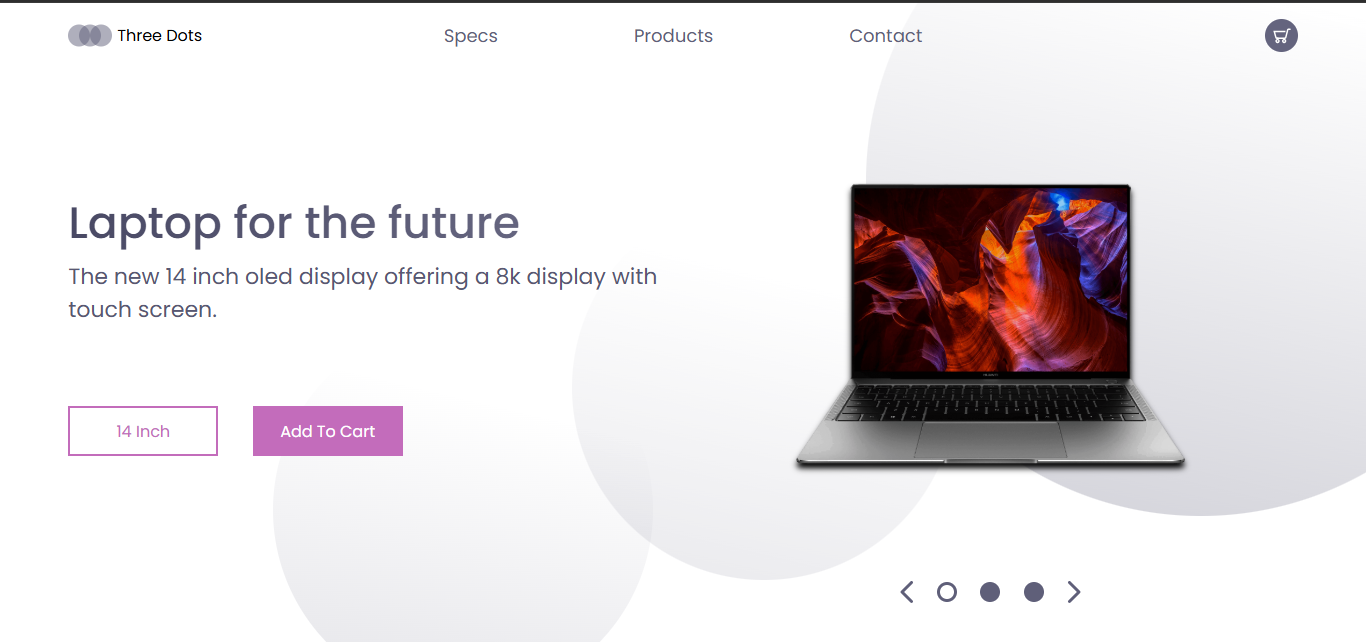 Three Dots
Specs
Products
Contact
Laptop for the future
The new 14 inch oled display offering a 8k display with
touch screen.
14 Inch
Add To Cart